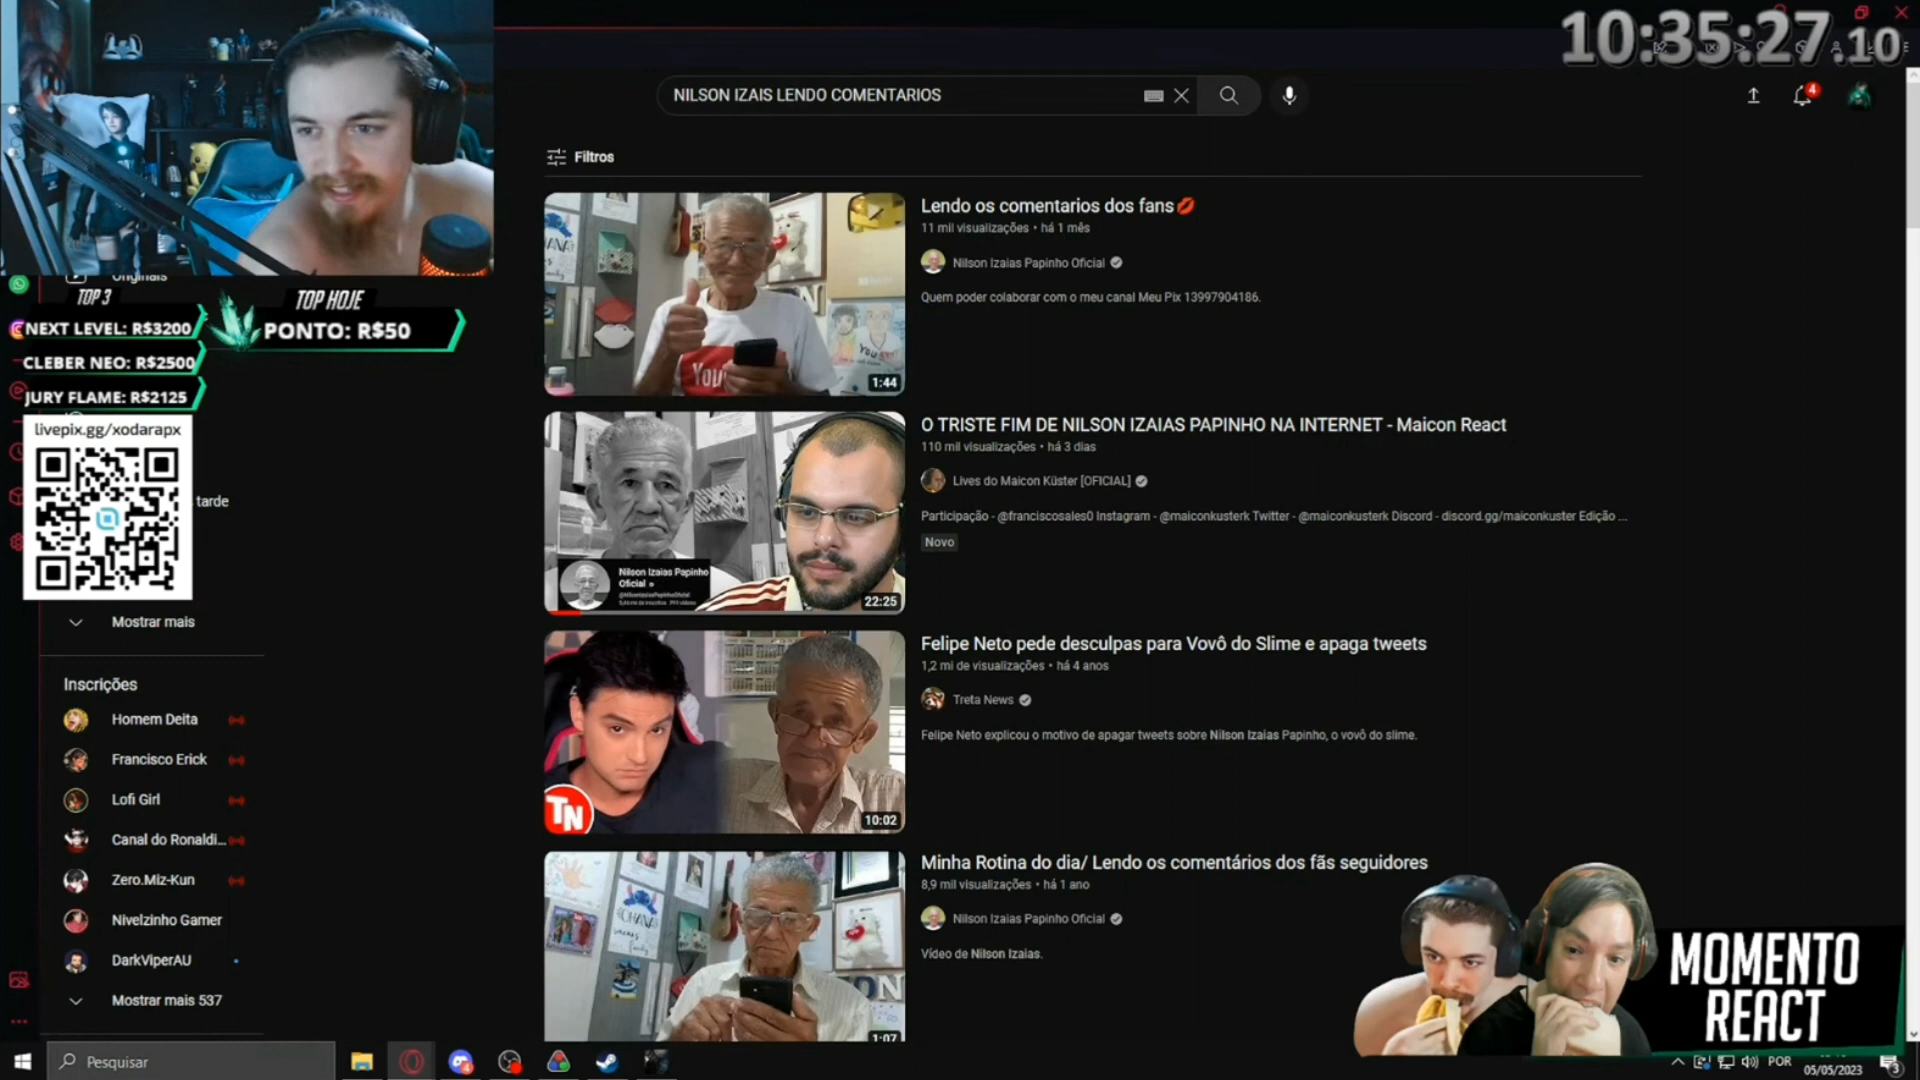 10:35:27.10
NILSON IZAIS LENDO COMENTARIOS
4
Filtros
Lendo os comentarios dos fans💋
11 mil visualizações • há 1 mês
Nilson Izaias Papinho Oficial
Quem poder colaborar com o meu canal Meu Pix 13997904186.
1:44
Originais
TOP 3
NEXT LEVEL: R$3200
CLEBER NEO: R$2500
JURY FLAME: R$2125
TOP HOJE
PONTO: R$50
livepix.gg/xodarapx
tarde
Mostrar mais
Inscrições
Homem Deita
Francisco Erick
Lofi Girl
Canal do Ronaldi...
Zero.Miz-Kun
Nivelzinho Gamer
DarkViperAU
Mostrar mais 537
O TRISTE FIM DE NILSON IZAIAS PAPINHO NA INTERNET - Maicon React
110 mil visualizações • há 3 dias
Lives do Maicon Küster [OFICIAL]
Participação - @franciscosales0 Instagram - @maiconkusterk Twitter - @maiconkusterk Discord - discord.gg/maiconkuster Edição ...
Novo
Nilson Izaias Papinho
Oficial
22:25
Felipe Neto pede desculpas para Vovô do Slime e apaga tweets
1,2 mi de visualizações • há 4 anos
Treta News
Felipe Neto explicou o motivo de apagar tweets sobre Nilson Izaias Papinho, o vovô do slime.
TN
10:02
Minha Rotina do dia/ Lendo os comentários dos fãs seguidores
8,9 mil visualizações • há 1 ano
Nilson Izaias Papinho Oficial
Vídeo de Nilson Izaias.
1:07
MOMENTO
REACT
Pesquisar
POR
05/05/2023
3